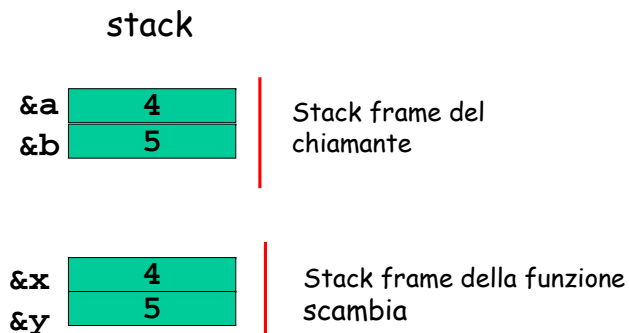 stack
&a 4
&b 5
Stack frame del
chiamante
&x 4
&y 5
Stack frame della funzione
scambia